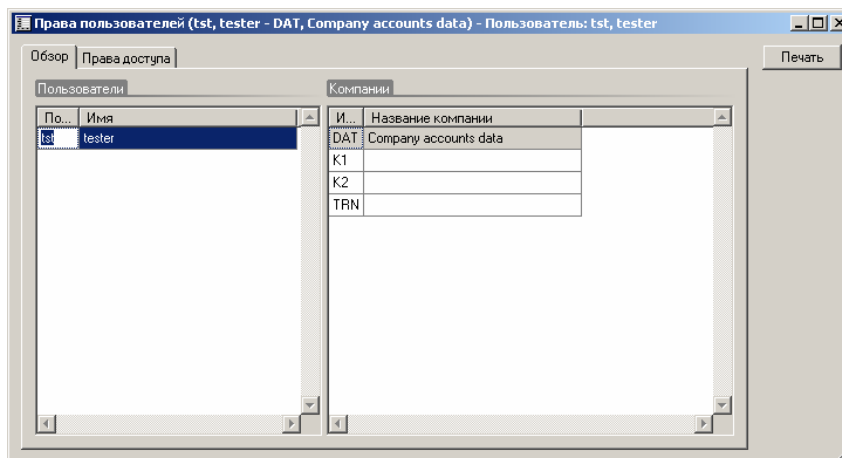 Права пользователей (tst, tester - DAT, Company accounts data) - Пользователь: tst, tester
Обзор Права доступа Печать
Пользователи Компании
По... Имя И... Название компании
tst tester DAT Company accounts data
K1
K2
TRN